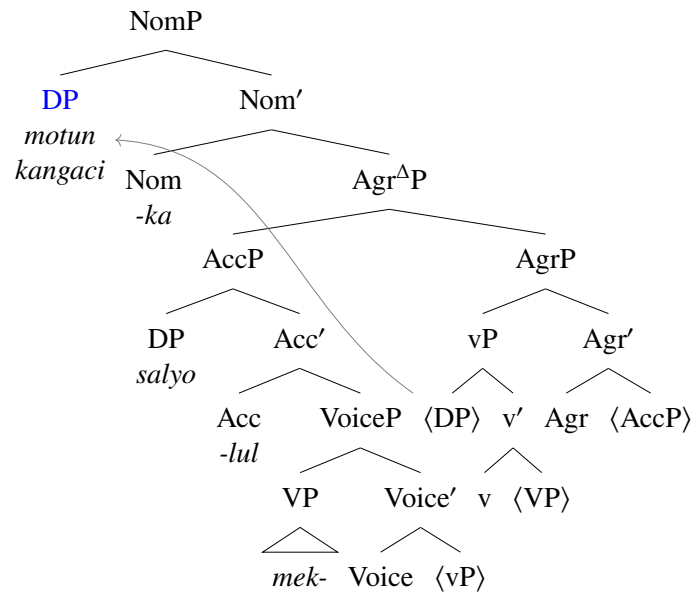 NomP
DP Nom′
motun
kangaci
Nom Agr^ΔP
-ka
AccP AgrP
DP Acc′ vP Agr′
salyo
Acc VoiceP ⟨DP⟩ v′ Agr ⟨AccP⟩
-lul
VP Voice′ v ⟨VP⟩
mek- Voice ⟨vP⟩